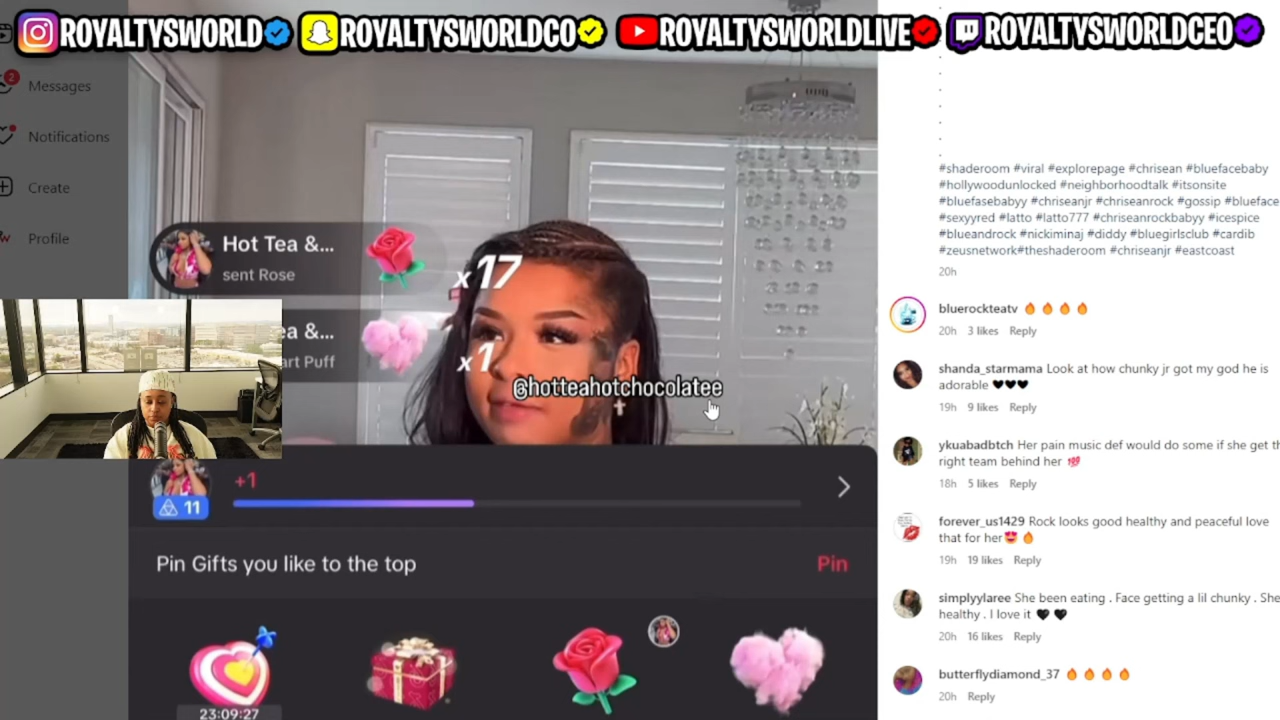 ROYALTYSWORLD ROYALTYSWORLDCO ROYALTYSWORLDLIVE ROYALTYSWORLDCEO
2
Messages
Notifications
Create
Profile
Hot Tea &...
sent Rose
x17
ea &...
art Puff
x1
@hotteahotchocolatee
11
+1
Pin Gifts you like to the top
Pin
23:09:27
#shaderoom #viral #explorepage #chrisean #bluefacebaby
#hollywoodunlocked #neighborhoodtalk #itsonsite
#bluefasebabyy #chriseanjr #chriseanrock #gossip #blueface
#sexyyred #latto #latto777 #chriseanrockbabyy #icespice
#blueandrock #nickiminaj #diddy #bluegirlsclub #cardib
#zeusnetwork#theshaderoom #chriseanjr #eastcoast
20h
bluerockteatv 🔥🔥🔥🔥
20h 3 likes Reply
shanda_starmama Look at how chunky jr got my god he is
adorable 🖤🖤🖤
19h 9 likes Reply
ykuabadbtch Her pain music def would do some if she get th
right team behind her 💯
18h 5 likes Reply
forever_us1429 Rock looks good healthy and peaceful love
that for her😍🔥
19h 19 likes Reply
simplyylaree She been eating . Face getting a lil chunky . She
healthy . I love it 🖤🖤
20h 16 likes Reply
butterflydiamond_37 🔥🔥🔥🔥
20h Reply